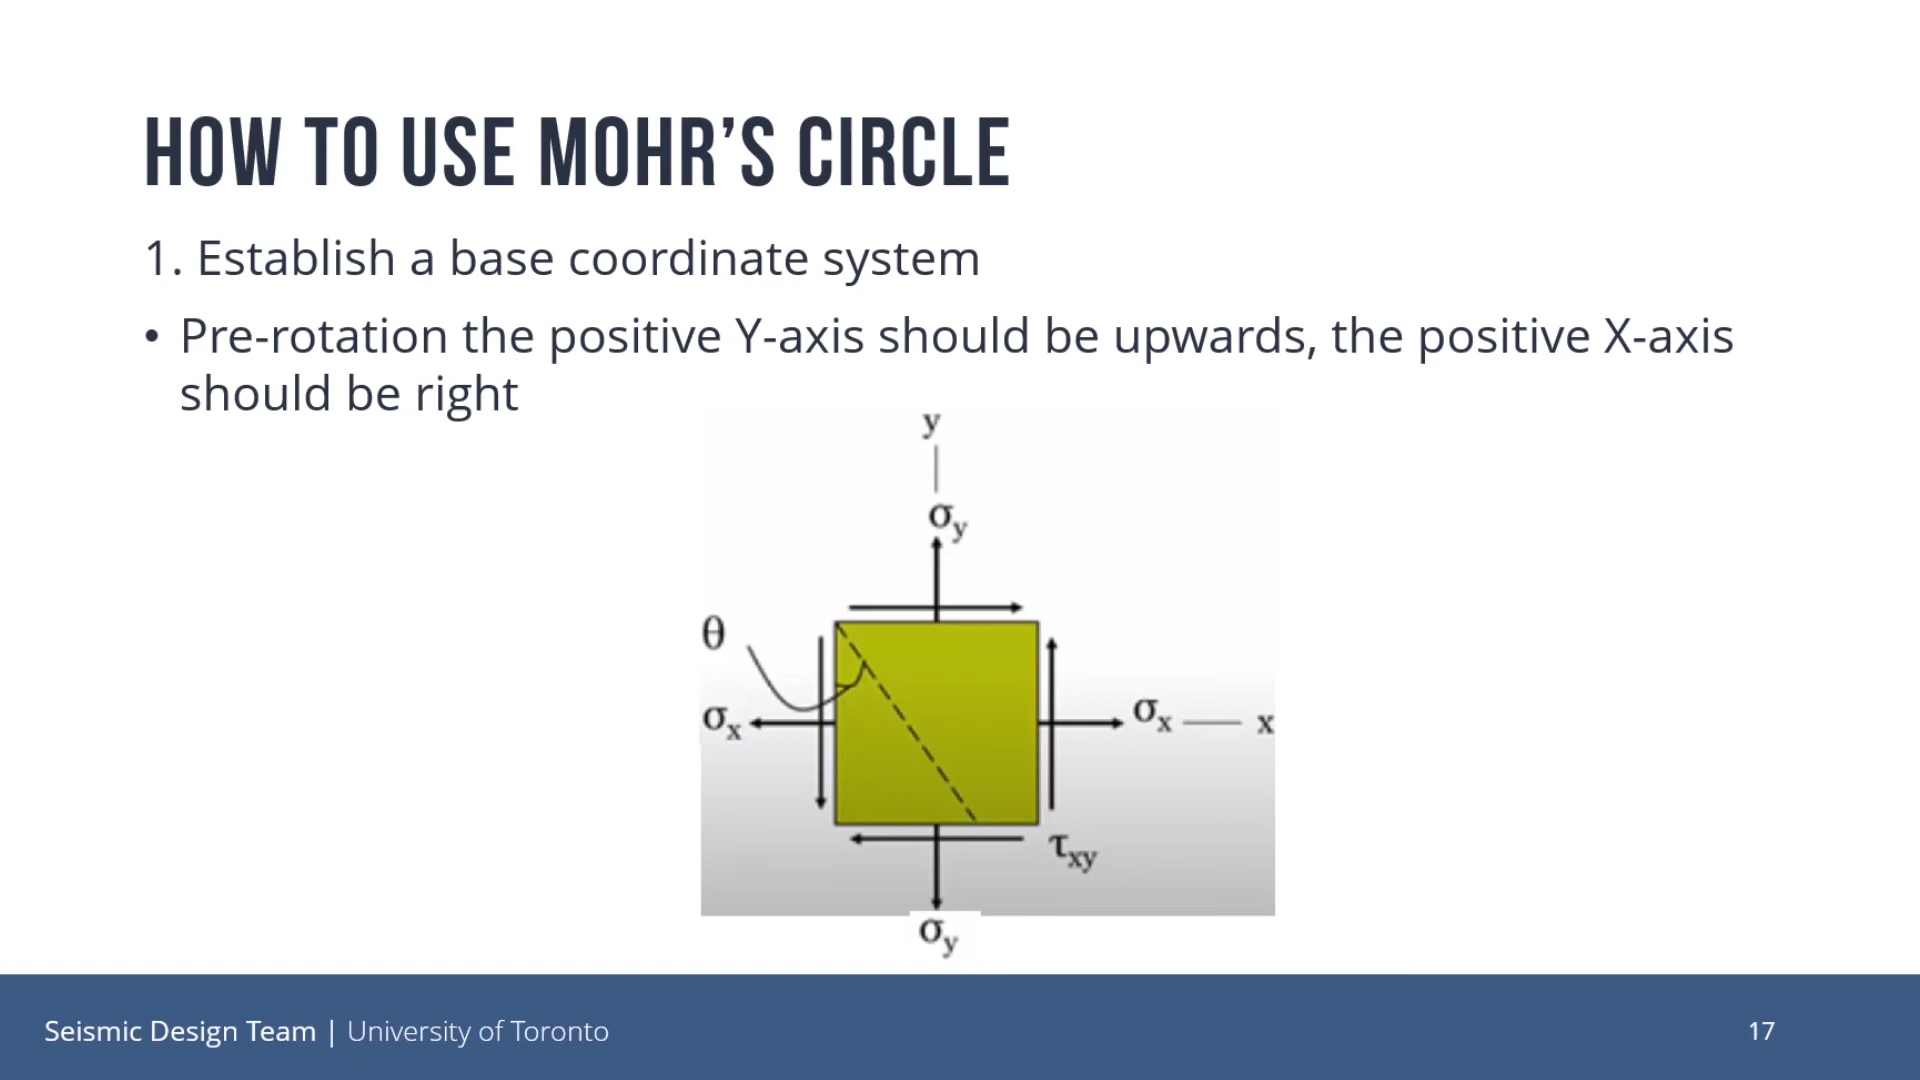 HOW TO USE MOHR’S CIRCLE
1. Establish a base coordinate system
• Pre-rotation the positive Y-axis should be upwards, the positive X-axis
should be right
y
σy
θ
σx
σx
x
τxy
σy
Seismic Design Team | University of Toronto
17